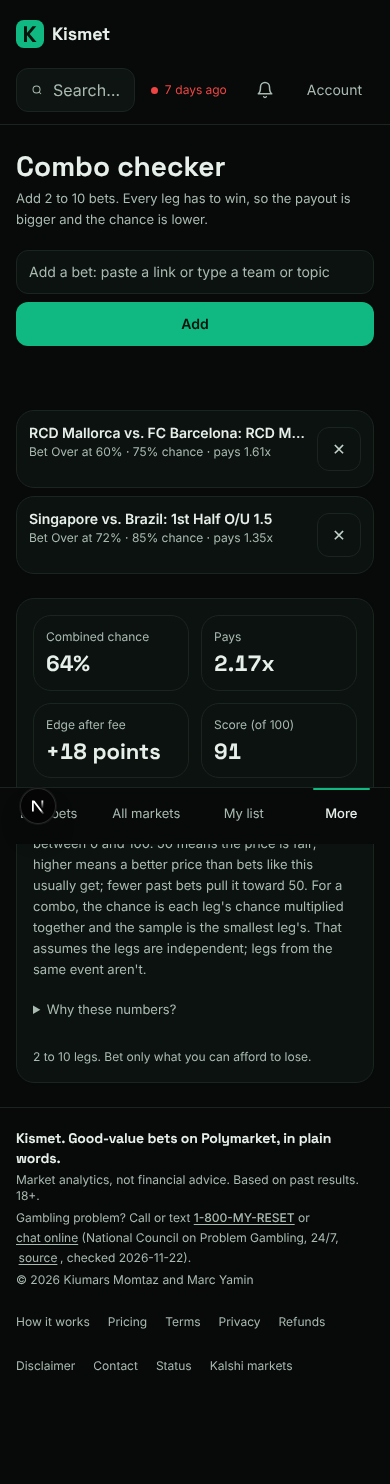 Kismet
Search...
7 days ago
Account
Combo checker
Add 2 to 10 bets. Every leg has to win, so the payout is
bigger and the chance is lower.
Add a bet: paste a link or type a team or topic
Add
RCD Mallorca vs. FC Barcelona: RCD M...
Bet Over at 60% · 75% chance · pays 1.61x
Singapore vs. Brazil: 1st Half O/U 1.5
Bet Over at 72% · 85% chance · pays 1.35x
Combined chance
64%
Pays
2.17x
Edge after fee
+18 points
Score (of 100)
91
bets
All markets
My list
More
between 0 and 100: 50 means the price is fair,
higher means a better price than bets like this
usually get; fewer past bets pull it toward 50. For a
combo, the chance is each leg's chance multiplied
together and the sample is the smallest leg's. That
assumes the legs are independent; legs from the
same event aren't.
Why these numbers?
2 to 10 legs. Bet only what you can afford to lose.
Kismet. Good-value bets on Polymarket, in plain
words.
Market analytics, not financial advice. Based on past results.
18+.
Gambling problem? Call or text 1-800-MY-RESET or
chat online (National Council on Problem Gambling, 24/7,
source , checked 2026-11-22).
© 2026 Kiumars Momtaz and Marc Yamin
How it works
Pricing
Terms
Privacy
Refunds
Disclaimer
Contact
Status
Kalshi markets